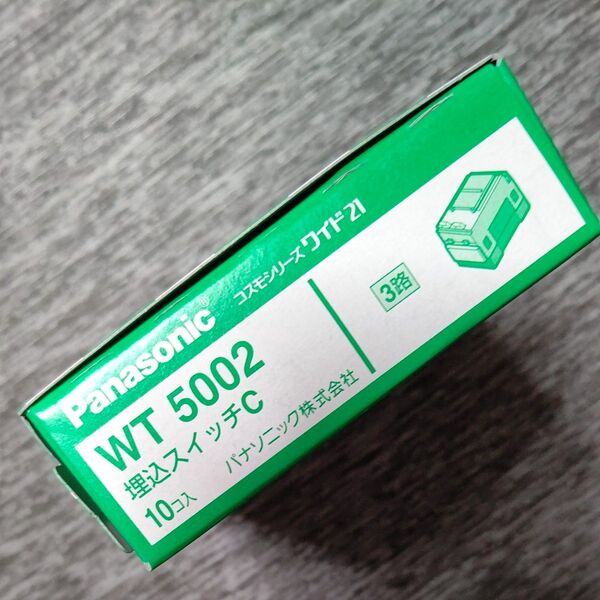 Panasonic コスモシリーズ ワイド21
WT 5002
3路
埋込スイッチC
10コ入 パナソニック株式会社